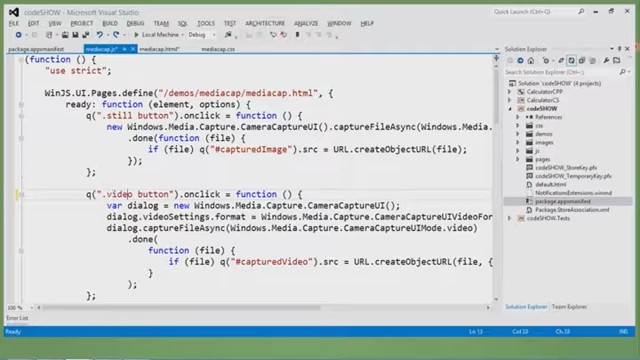 codeSHOW - Microsoft Visual Studio
Quick Launch (Ctrl+Q)
FILE EDIT VIEW PROJECT BUILD DEBUG TEAM SQL TOOLS TEST ARCHITECTURE ANALYZE WINDOW HELP
Local Machine Debug
package.appxmanifest mediacap.js* mediacap.html* mediacap.css
(function () {
"use strict";
WinJS.UI.Pages.define("/demos/mediacap/mediacap.html", {
ready: function (element, options) {
q(".still button").onclick = function () {
new Windows.Media.Capture.CameraCaptureUI().captureFileAsync(Windows.Med
.done(function (file) {
if (file) q("#capturedImage").src = URL.createObjectURL(file);
});
};
q(".video button").onclick = function () {
var dialog = new Windows.Media.Capture.CameraCaptureUI();
dialog.videoSettings.format = Windows.Media.Capture.CameraCaptureUIVideoFor
dialog.captureFileAsync(Windows.Media.Capture.CameraCaptureUIMode.video)
.done(
function (file) {
if (file) q("#capturedVideo").src = URL.createObjectURL(file, {
}
);
};
100 %
Error List
Ready
Ln 13
Col 23
Ch 23
INS
Solution Explorer
Search Solution Explorer
Solution 'codeSHOW' (4 projects)
CalculatorCPP
CalculatorCS
codeSHOW
References
css
demos
images
js
pages
codeSHOW_StoreKey.pfx
codeSHOW_TemporaryKey.pfx
default.html
NotificationsExtensions.winmd
package.appxmanifest
Package.StoreAssociation.xml
codeSHOW.Tests
Solution Explorer Team Explorer